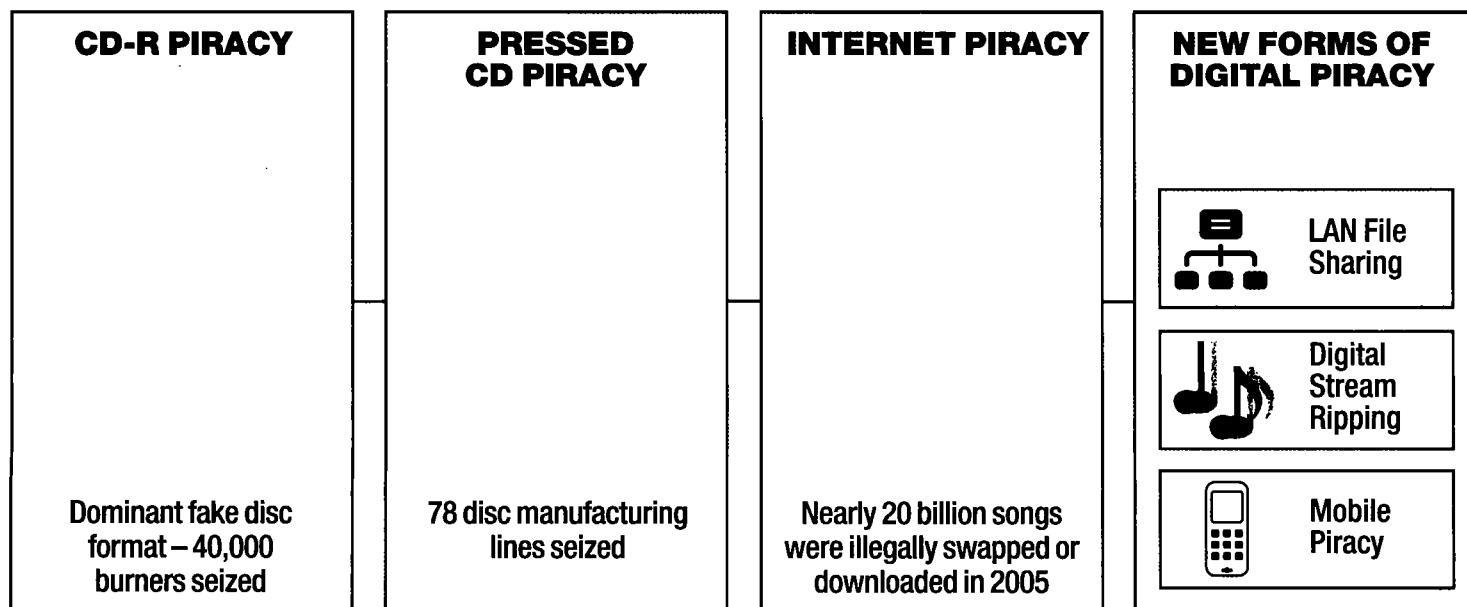 CD-R PIRACY
Dominant fake disc
format – 40,000
burners seized
PRESSED
CD PIRACY
78 disc manufacturing
lines seized
INTERNET PIRACY
Nearly 20 billion songs
were illegally swapped or
downloaded in 2005
NEW FORMS OF
DIGITAL PIRACY
LAN File
Sharing
Digital
Stream
Ripping
Mobile
Piracy